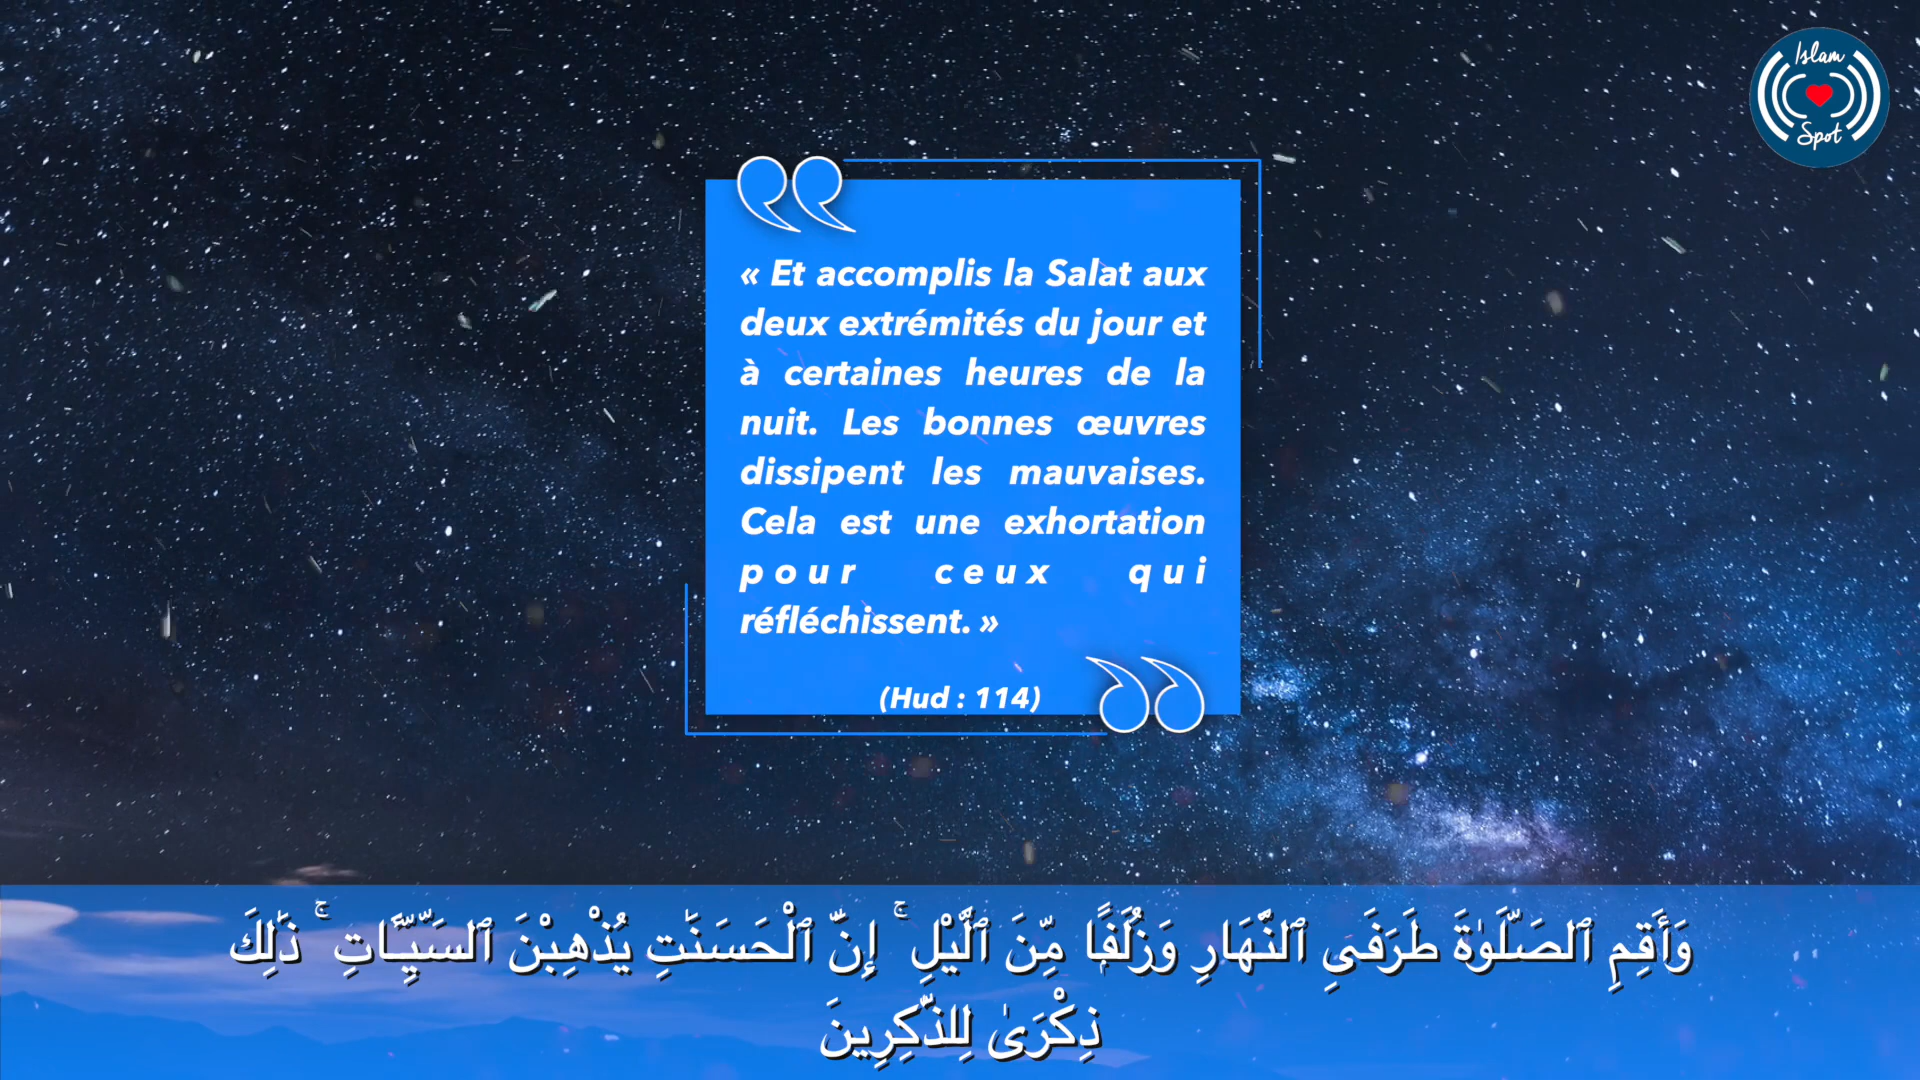 Islam
Spot
« Et accomplis la Salat aux
deux extrémités du jour et
à certaines heures de la
nuit. Les bonnes œuvres
dissipent les mauvaises.
Cela est une exhortation
pour ceux qui
réfléchissent. »
(Hud : 114)
وَأَقِمِ ٱلصَّلَوٰةَ طَرَفَىِ ٱلنَّهَارِ وَزُلَفًۭا مِّنَ ٱلَّيْلِ ۚ إِنَّ ٱلْحَسَنَـٰتِ يُذْهِبْنَ ٱلسَّيِّـَٔاتِ ۚ ذَٰلِكَ
ذِكْرَىٰ لِلذَّٰكِرِينَ